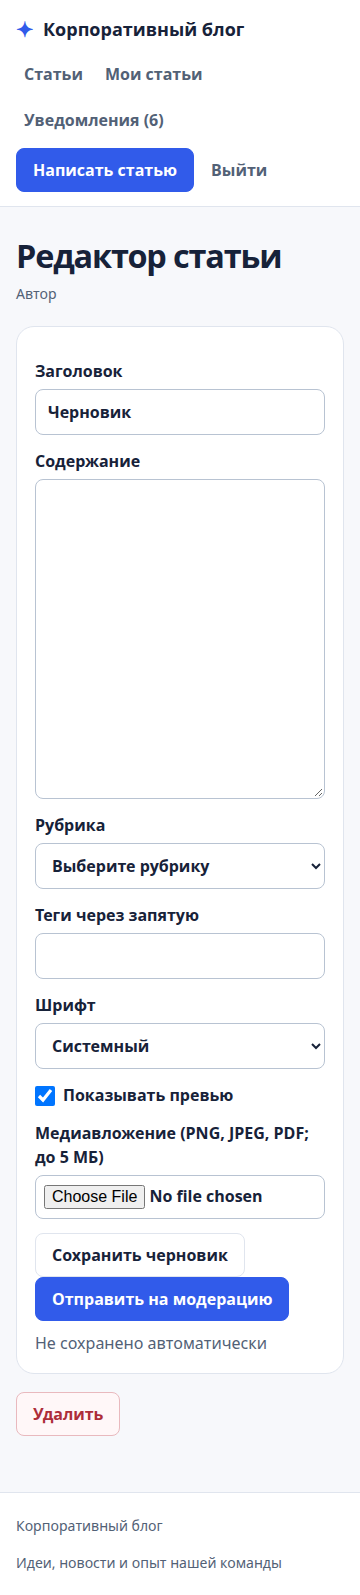 ✦ Корпоративный блог
Статьи Мои статьи
Уведомления (6)
Написать статью Выйти
Редактор статьи
Автор
Заголовок
Черновик
Содержание
Рубрика
Выберите рубрику
Теги через запятую
Шрифт
Системный
Показывать превью
Медиавложение (PNG, JPEG, PDF;
до 5 МБ)
Choose File No file chosen
Сохранить черновик
Отправить на модерацию
Не сохранено автоматически
Удалить
Корпоративный блог
Идеи, новости и опыт нашей команды